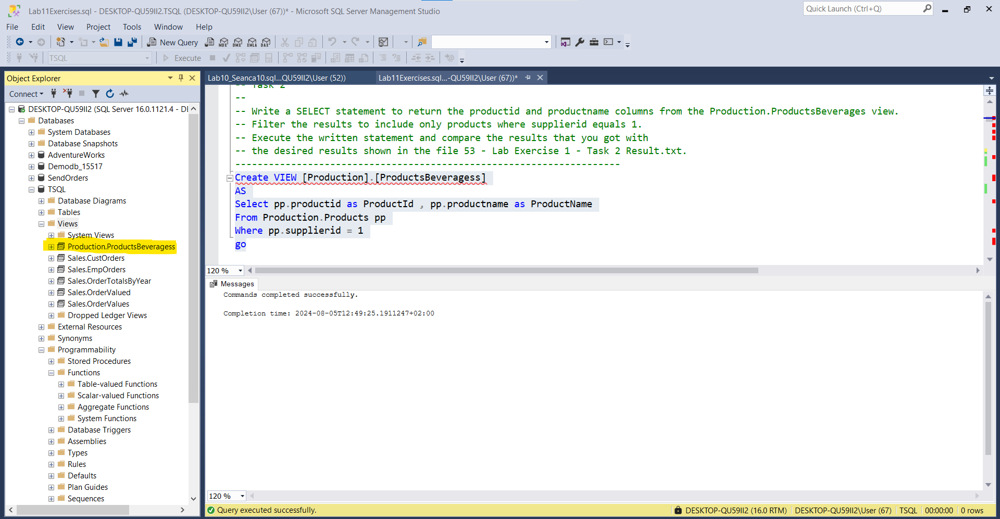 Lab11Exercises.sql - DESKTOP-QU59II2.TSQL (DESKTOP-QU59II2\User (67))* - Microsoft SQL Server Management Studio
Quick Launch (Ctrl+Q)
File Edit View Project Tools Window Help
New Query MDX DMX XMLA DAX
TSQL Execute
Object Explorer
Connect
DESKTOP-QU59II2 (SQL Server 16.0.1121.4 - DI
Databases
System Databases
Database Snapshots
AdventureWorks
Demodb_15517
SendOrders
TSQL
Database Diagrams
Tables
Views
System Views
Production.ProductsBeveragess
Sales.CustOrders
Sales.EmpOrders
Sales.OrderTotalsByYear
Sales.OrderValued
Sales.OrderValues
Dropped Ledger Views
External Resources
Synonyms
Programmability
Stored Procedures
Functions
Table-valued Functions
Scalar-valued Functions
Aggregate Functions
System Functions
Database Triggers
Assemblies
Types
Rules
Defaults
Plan Guides
Sequences
Lab10_Seanca10.sql...QU59II2\User (52)) Lab11Exercises.sql...-QU59II2\User (67))*
-- Task 2
--
-- Write a SELECT statement to return the productid and productname columns from the Production.ProductsBeverages view.
-- Filter the results to include only products where supplierid equals 1.
-- Execute the written statement and compare the results that you got with
-- the desired results shown in the file 53 - Lab Exercise 1 - Task 2 Result.txt.
---------------------------------------------------------------------
Create VIEW [Production].[ProductsBeveragess]
AS
Select pp.productid as ProductId , pp.productname as ProductName
From Production.Products pp
Where pp.supplierid = 1
go
120 %
Messages
Commands completed successfully.
Completion time: 2024-08-05T12:49:25.1911247+02:00
120 %
Query executed successfully. DESKTOP-QU59II2 (16.0 RTM) DESKTOP-QU59II2\User (67) TSQL 00:00:00 0 rows